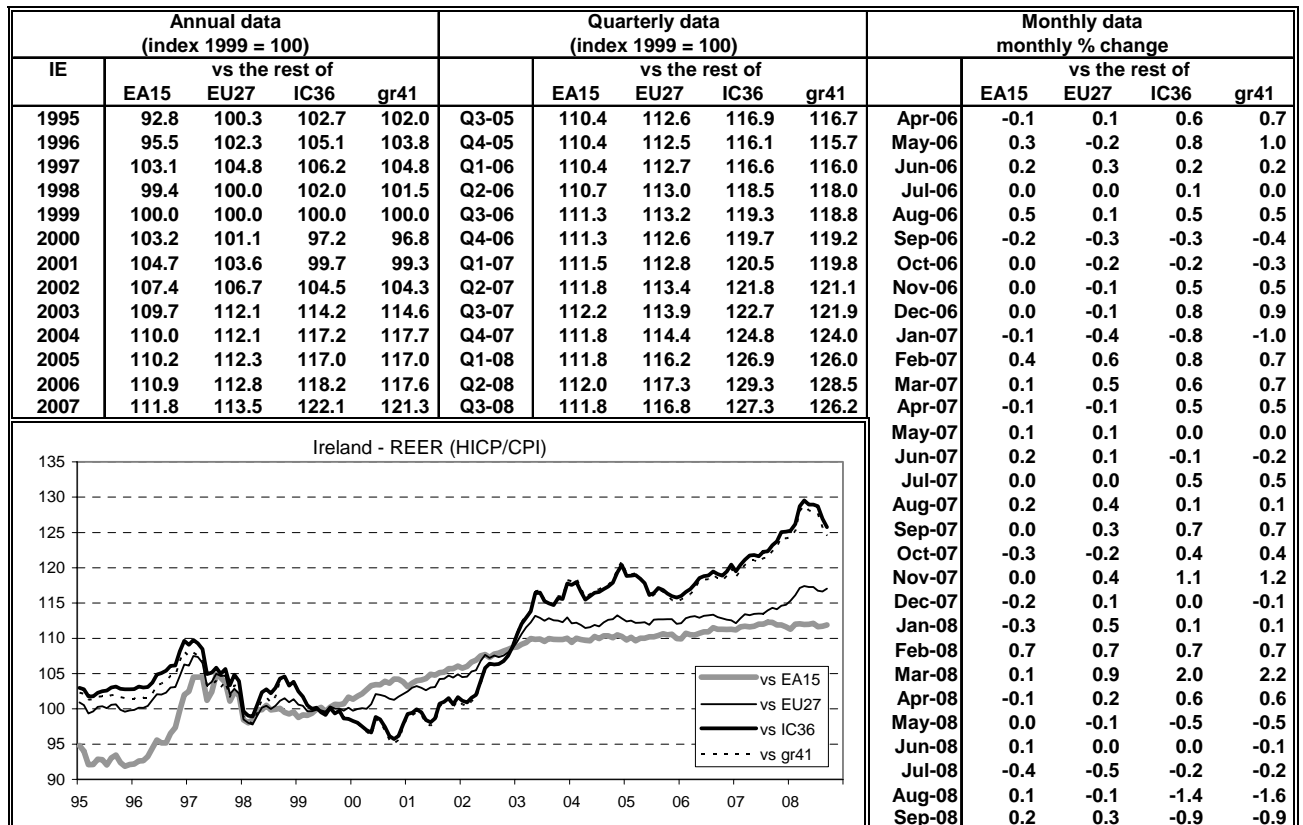 Annual data
(index 1999 = 100)
IE vs the rest of
EA15 EU27 IC36 gr41
1995 92.8 100.3 102.7 102.0
1996 95.5 102.3 105.1 103.8
1997 103.1 104.8 106.2 104.8
1998 99.4 100.0 102.0 101.5
1999 100.0 100.0 100.0 100.0
2000 103.2 101.1 97.2 96.8
2001 104.7 103.6 99.7 99.3
2002 107.4 106.7 104.5 104.3
2003 109.7 112.1 114.2 114.6
2004 110.0 112.1 117.2 117.7
2005 110.2 112.3 117.0 117.0
2006 110.9 112.8 118.2 117.6
2007 111.8 113.5 122.1 121.3
Quarterly data
(index 1999 = 100)
vs the rest of
EA15 EU27 IC36 gr41
Q3-05 110.4 112.6 116.9 116.7
Q4-05 110.4 112.5 116.1 115.7
Q1-06 110.4 112.7 116.6 116.0
Q2-06 110.7 113.0 118.5 118.0
Q3-06 111.3 113.2 119.3 118.8
Q4-06 111.3 112.6 119.7 119.2
Q1-07 111.5 112.8 120.5 119.8
Q2-07 111.8 113.4 121.8 121.1
Q3-07 112.2 113.9 122.7 121.9
Q4-07 111.8 114.4 124.8 124.0
Q1-08 111.8 116.2 126.9 126.0
Q2-08 112.0 117.3 129.3 128.5
Q3-08 111.8 116.8 127.3 126.2
Monthly data
monthly % change
vs the rest of
EA15 EU27 IC36 gr41
Apr-06 -0.1 0.1 0.6 0.7
May-06 0.3 -0.2 0.8 1.0
Jun-06 0.2 0.3 0.2 0.2
Jul-06 0.0 0.0 0.1 0.0
Aug-06 0.5 0.1 0.5 0.5
Sep-06 -0.2 -0.3 -0.3 -0.4
Oct-06 0.0 -0.2 -0.2 -0.3
Nov-06 0.0 -0.1 0.5 0.5
Dec-06 0.0 -0.1 0.8 0.9
Jan-07 -0.1 -0.4 -0.8 -1.0
Feb-07 0.4 0.6 0.8 0.7
Mar-07 0.1 0.5 0.6 0.7
Apr-07 -0.1 -0.1 0.5 0.5
May-07 0.1 0.1 0.0 0.0
Jun-07 0.2 0.1 -0.1 -0.2
Jul-07 0.0 0.0 0.5 0.5
Aug-07 0.2 0.4 0.1 0.1
Sep-07 0.0 0.3 0.7 0.7
Oct-07 -0.3 -0.2 0.4 0.4
Nov-07 0.0 0.4 1.1 1.2
Dec-07 -0.2 0.1 0.0 -0.1
Jan-08 -0.3 0.5 0.1 0.1
Feb-08 0.7 0.7 0.7 0.7
Mar-08 0.1 0.9 2.0 2.2
Apr-08 -0.1 0.2 0.6 0.6
May-08 0.0 -0.1 -0.5 -0.5
Jun-08 0.1 0.0 0.0 -0.1
Jul-08 -0.4 -0.5 -0.2 -0.2
Aug-08 0.1 -0.1 -1.4 -1.6
Sep-08 0.2 0.3 -0.9 -0.9
Ireland - REER (HICP/CPI)
135
130
125
120
115
110
105
100
95
90
95 96 97 98 99 00 01 02 03 04 05 06 07 08
vs EA15
vs EU27
vs IC36
vs gr41